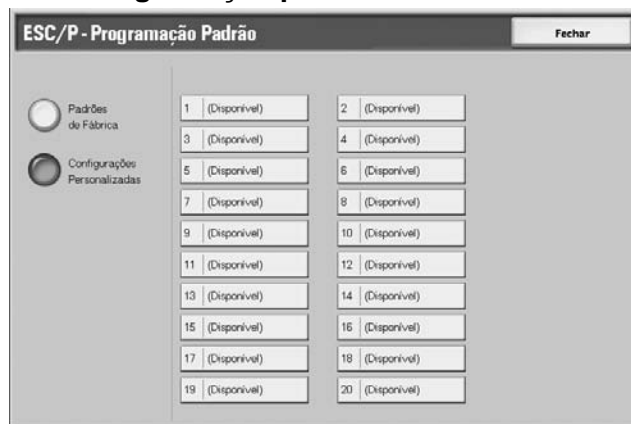 ESC/P - Programação Padrão
Fechar
Padrões
de Fábrica
Configurações
Personalizadas
1 (Disponível)
2 (Disponível)
3 (Disponível)
4 (Disponível)
5 (Disponível)
6 (Disponível)
7 (Disponível)
8 (Disponível)
9 (Disponível)
10 (Disponível)
11 (Disponível)
12 (Disponível)
13 (Disponível)
14 (Disponível)
15 (Disponível)
16 (Disponível)
17 (Disponível)
18 (Disponível)
19 (Disponível)
20 (Disponível)